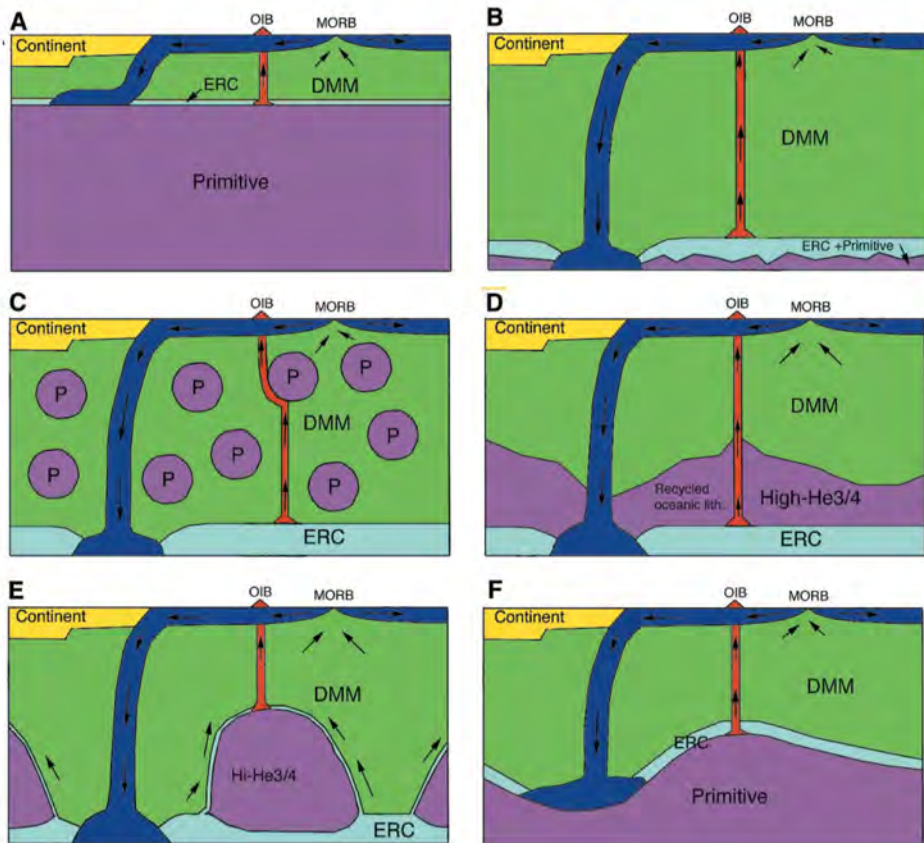 A
OIB
MORB
Continent
ERC
DMM
Primitive
B
OIB
MORB
Continent
DMM
ERC +Primitive
C
OIB
MORB
Continent
P
P
P
P
P
P
P
P
P
DMM
ERC
D
OIB
MORB
Continent
DMM
Recycled
oceanic lith.
High-He3/4
ERC
E
OIB
MORB
Continent
DMM
Hi-He3/4
ERC
F
OIB
MORB
Continent
DMM
ERC
Primitive